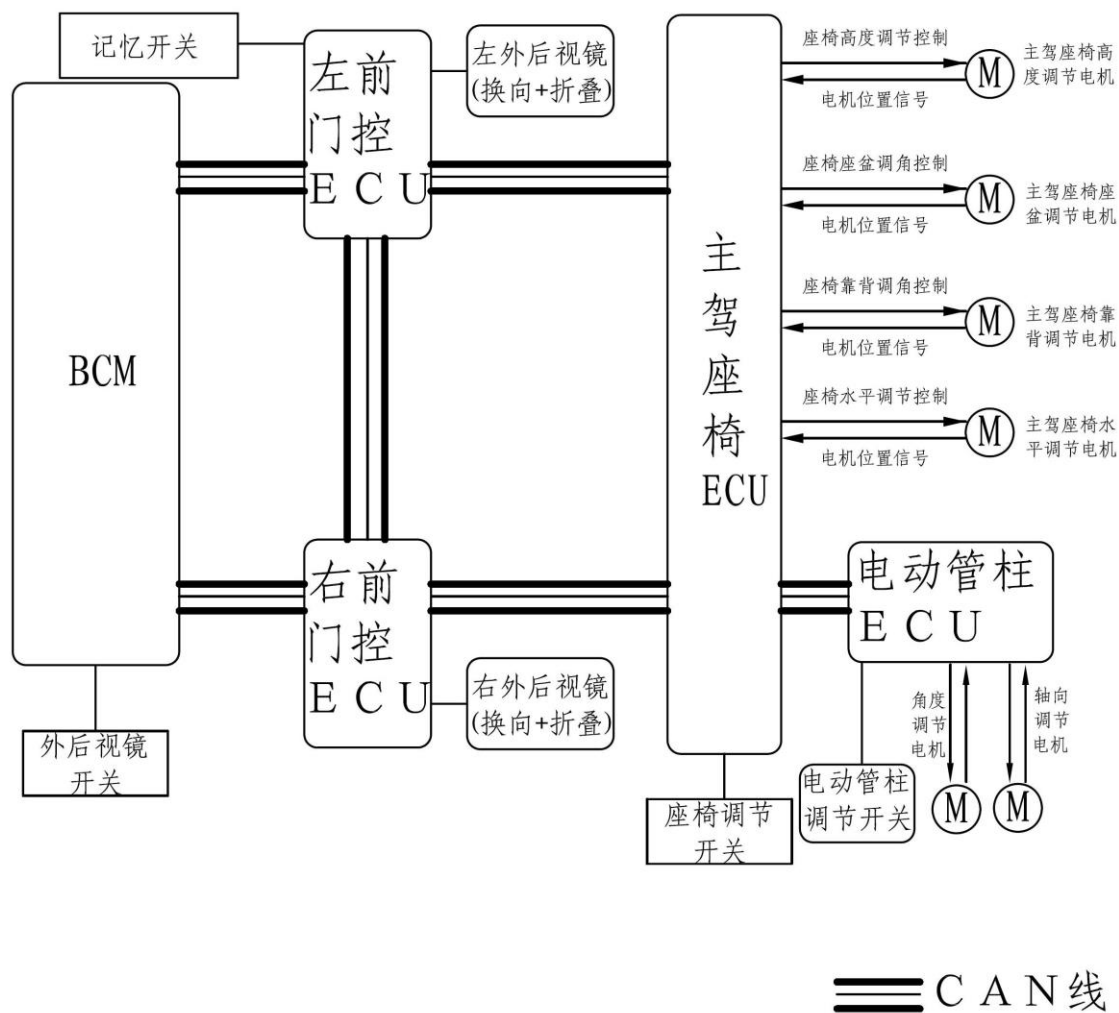 记忆开关
左前
门控
ECU
左外后视镜
(换向+折叠)
BCM
主
驾
座
椅
ECU
座椅高度调节控制
电机位置信号
M
主驾座椅高
度调节电机
座椅座盆调角控制
电机位置信号
M
主驾座椅座
盆调节电机
座椅靠背调角控制
电机位置信号
M
主驾座椅靠
背调节电机
座椅水平调节控制
电机位置信号
M
主驾座椅水
平调节电机
右前
门控
ECU
右外后视镜
(换向+折叠)
外后视镜
开关
座椅调节
开关
电动管柱
ECU
角度
调节
电机
轴向
调节
电机
电动管柱
调节开关
M
M
CAN线